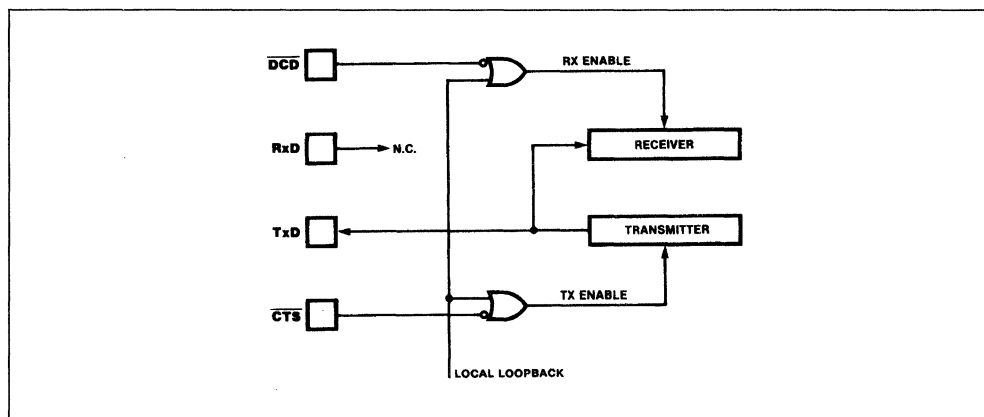 DCD
RX ENABLE
RxD
N.C.
RECEIVER
TxD
TRANSMITTER
TX ENABLE
CTS
LOCAL LOOPBACK